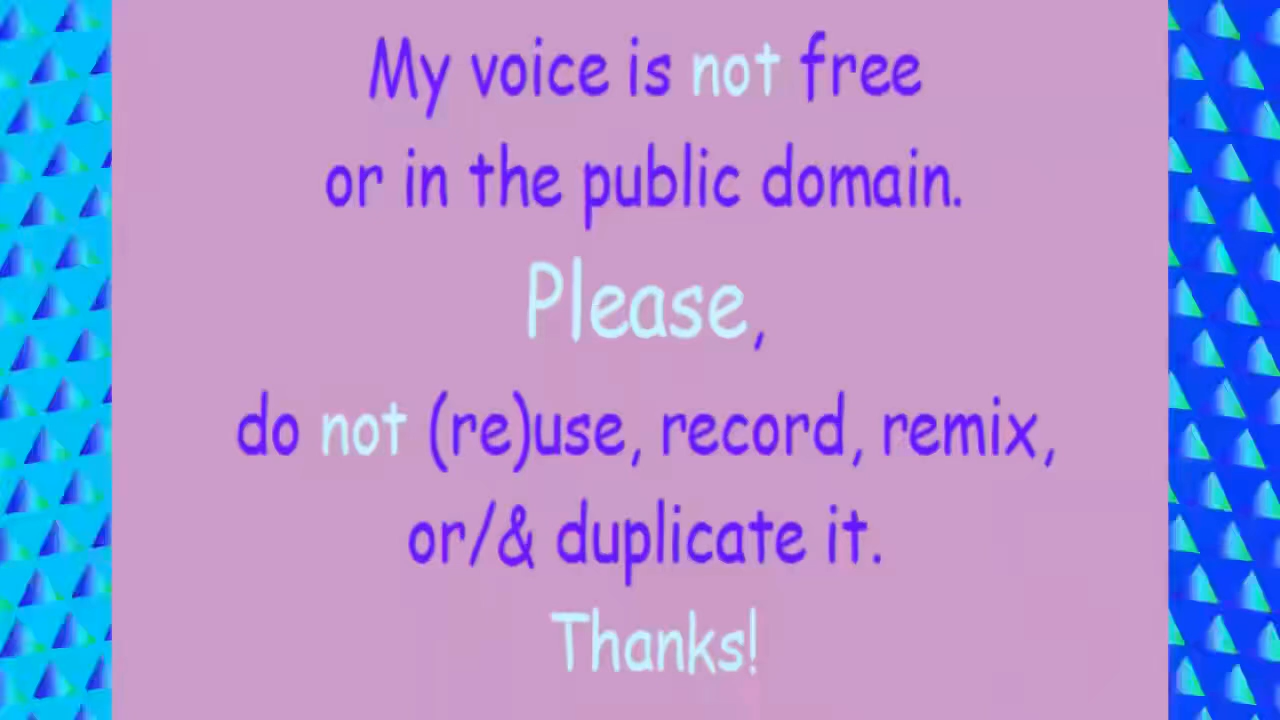 My voice is not free
or in the public domain.
Please,
do not (re)use, record, remix,
or/& duplicate it.
Thanks!